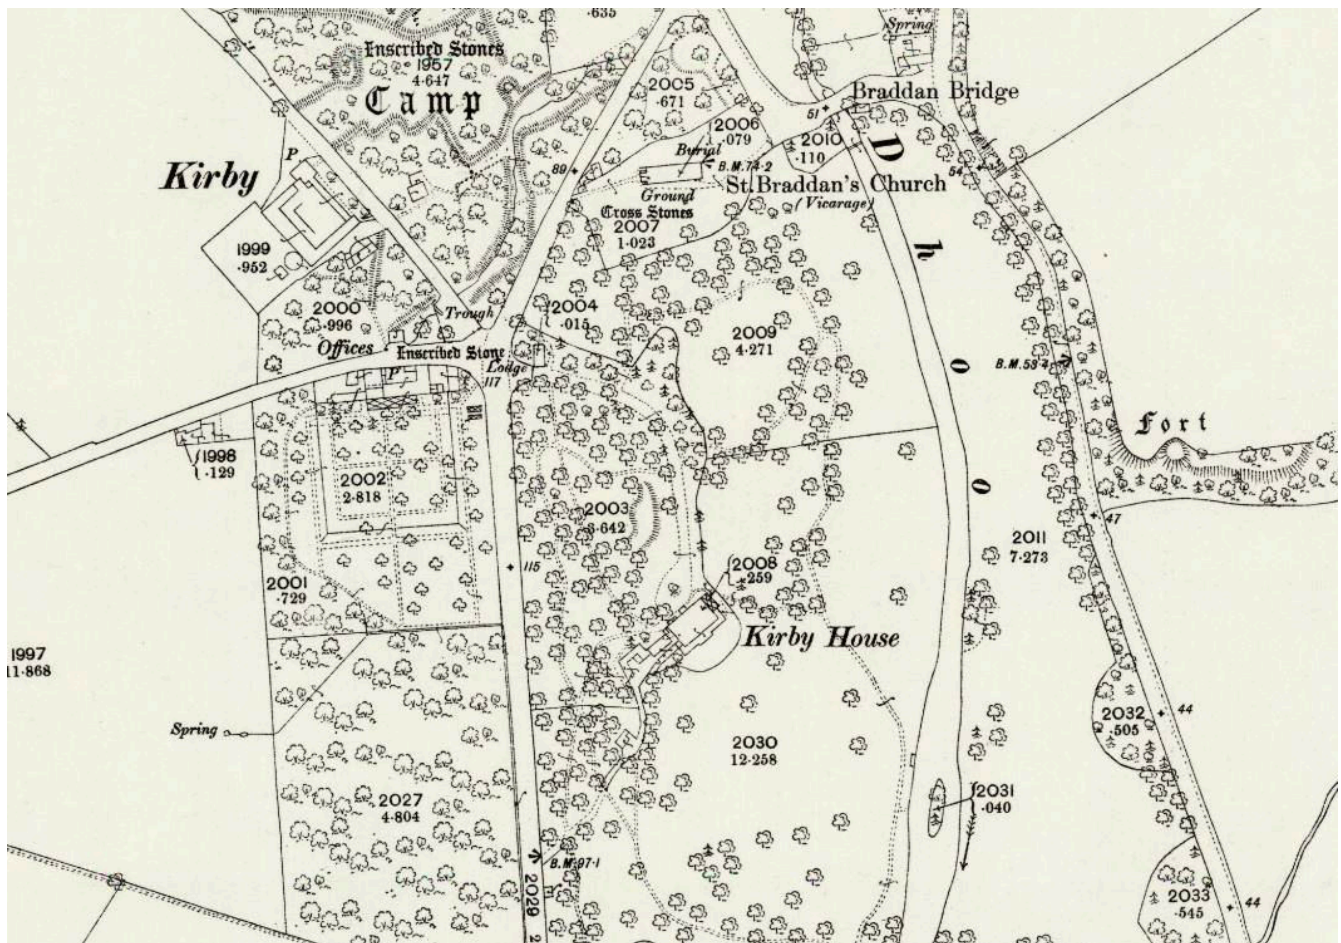 .635
Spring
Inscribed Stones
1957
4.647
Camp
2005
.671
Braddan Bridge
51
2006
.079
2010
.110
D
Burial
B.M.74.2
54
P
Kirby
89
St. Braddan's Church
(Vicarage)
Ground
Cross Stones
2007
1.023
h
1999
.952
2000
.996
Trough
2004
.015
2009
4.271
Offices
Inscribed Stone
Lodge
P
117
o
B.M.53.4
Fort
1998
.129
2002
2.818
o
2003
3.642
47
2011
7.273
115
2008
.259
2001
.729
Kirby House
1997
11.868
Spring
2032
.505
44
2030
12.258
2027
4.804
2031
.040
B.M.97.1
2029
2033
.545
44
2